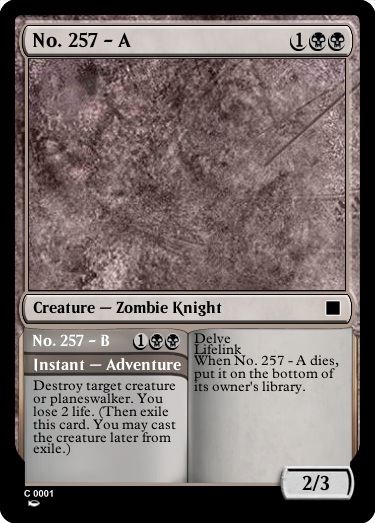 No. 257 – A 1
Creature — Zombie Knight
No. 257 – B 1
Instant — Adventure
Destroy target creature
or planeswalker. You
lose 2 life. (Then exile
this card. You may cast
the creature later from
exile.)
Delve
Lifelink
When No. 257 - A dies,
put it on the bottom of
its owner's library.
2/3
C 0001